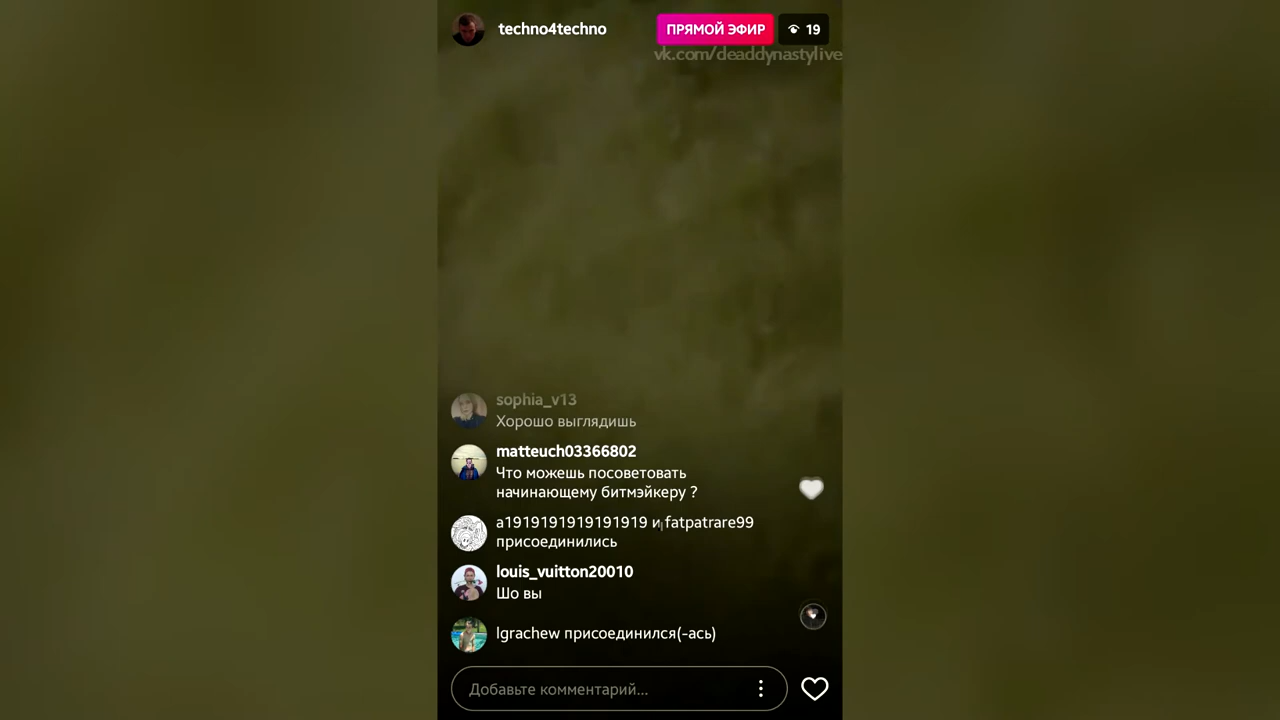 techno4techno
ПРЯМОЙ ЭФИР
19
vk.com/deaddynastylive
sophia_v13
Хорошо выглядишь
matteuch03366802
Что можешь посоветовать
начинающему битмэйкеру ?
a1919191919191919 и fatpatrare99
присоединились
louis_vuitton20010
Шо вы
lgrachew присоединился(-ась)
Добавьте комментарий...